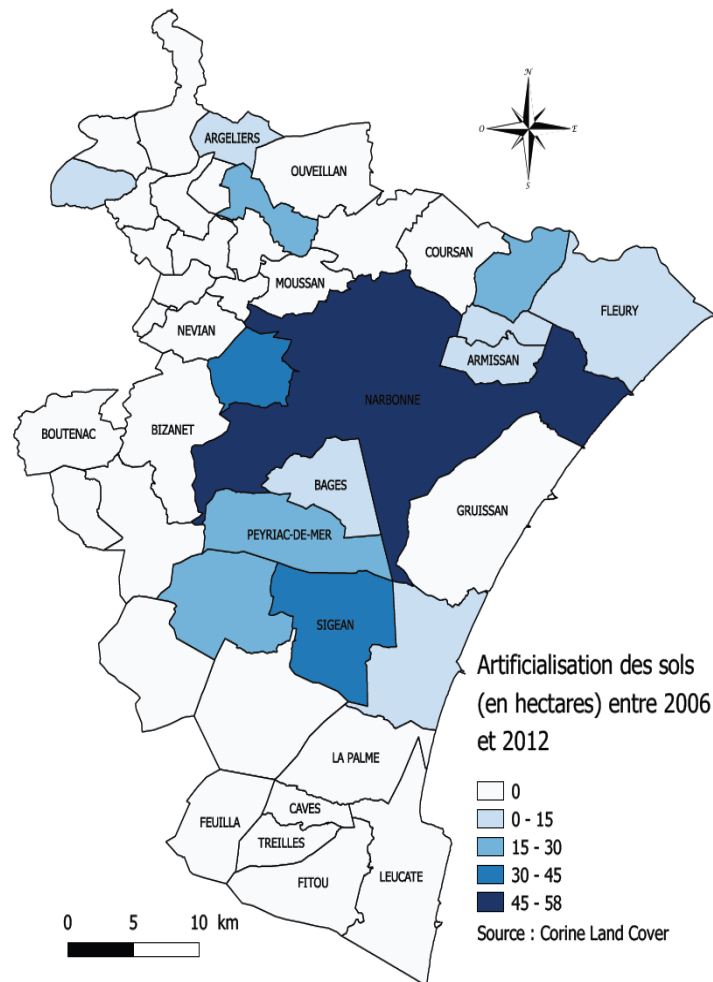 N
O
E
S
ARGELIERS
OUVEILLAN
COURSAN
MOUSSAN
FLEURY
NEVIAN
ARMISSAN
NARBONNE
BOUTENAC
BIZANET
BAGES
GRUISSAN
PEYRIAC-DE-MER
SIGEAN
LA PALME
CAVES
FEUILLA
TREILLES
FITOU
LEUCATE
Artificialisation des sols
(en hectares) entre 2006
et 2012
0
0 - 15
15 - 30
30 - 45
45 - 58
Source : Corine Land Cover
0 5 10 km